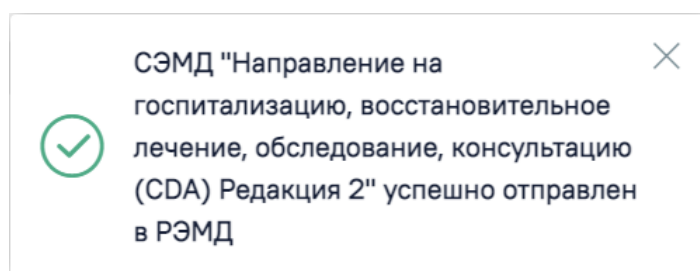 СЭМД "Направление на
госпитализацию, восстановительное
лечение, обследование, консультацию
(CDA) Редакция 2" успешно отправлен
в РЭМД